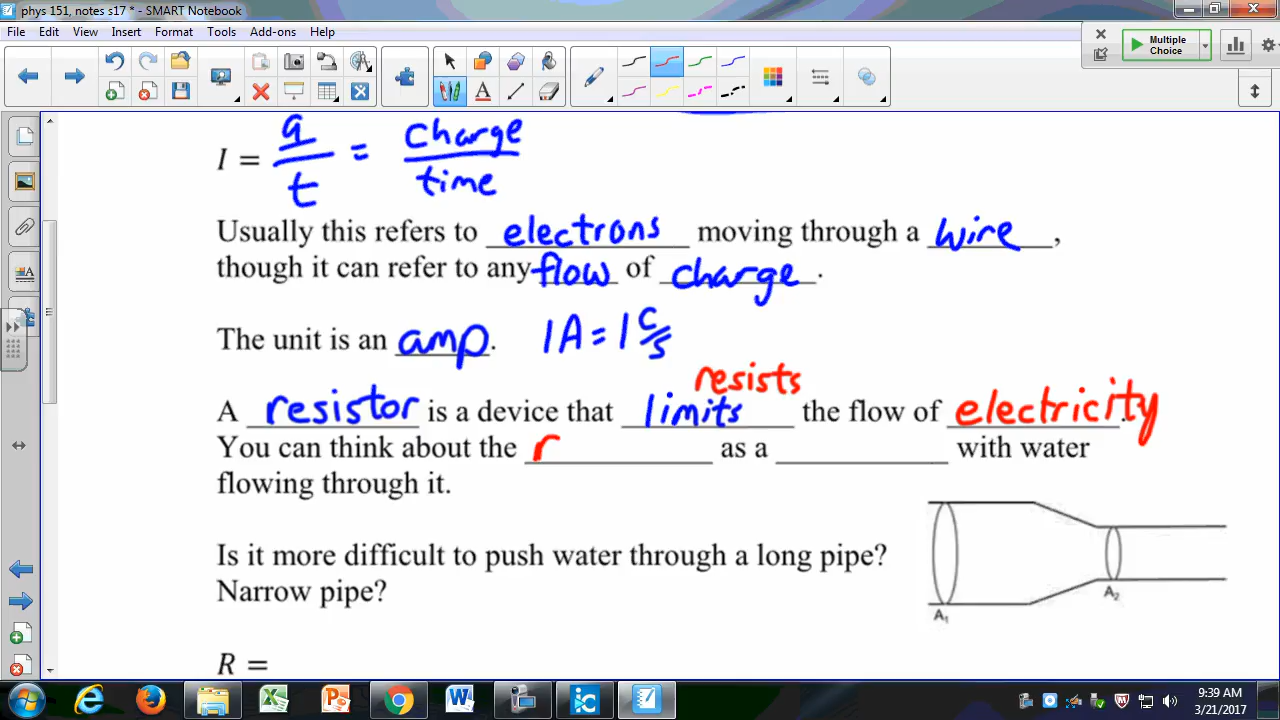 phys 151, notes s17 * - SMART Notebook
File Edit View Insert Format Tools Add-ons Help
Multiple Choice
I = q/t = charge/time
Usually this refers to electrons moving through a wire,
though it can refer to any flow of charge.
The unit is an amp. 1A = 1 C/s
resists
A resistor is a device that limits the flow of electricity.
You can think about the r as a with water
flowing through it.
Is it more difficult to push water through a long pipe?
Narrow pipe?
A₁
A₂
R =
9:39 AM
3/21/2017